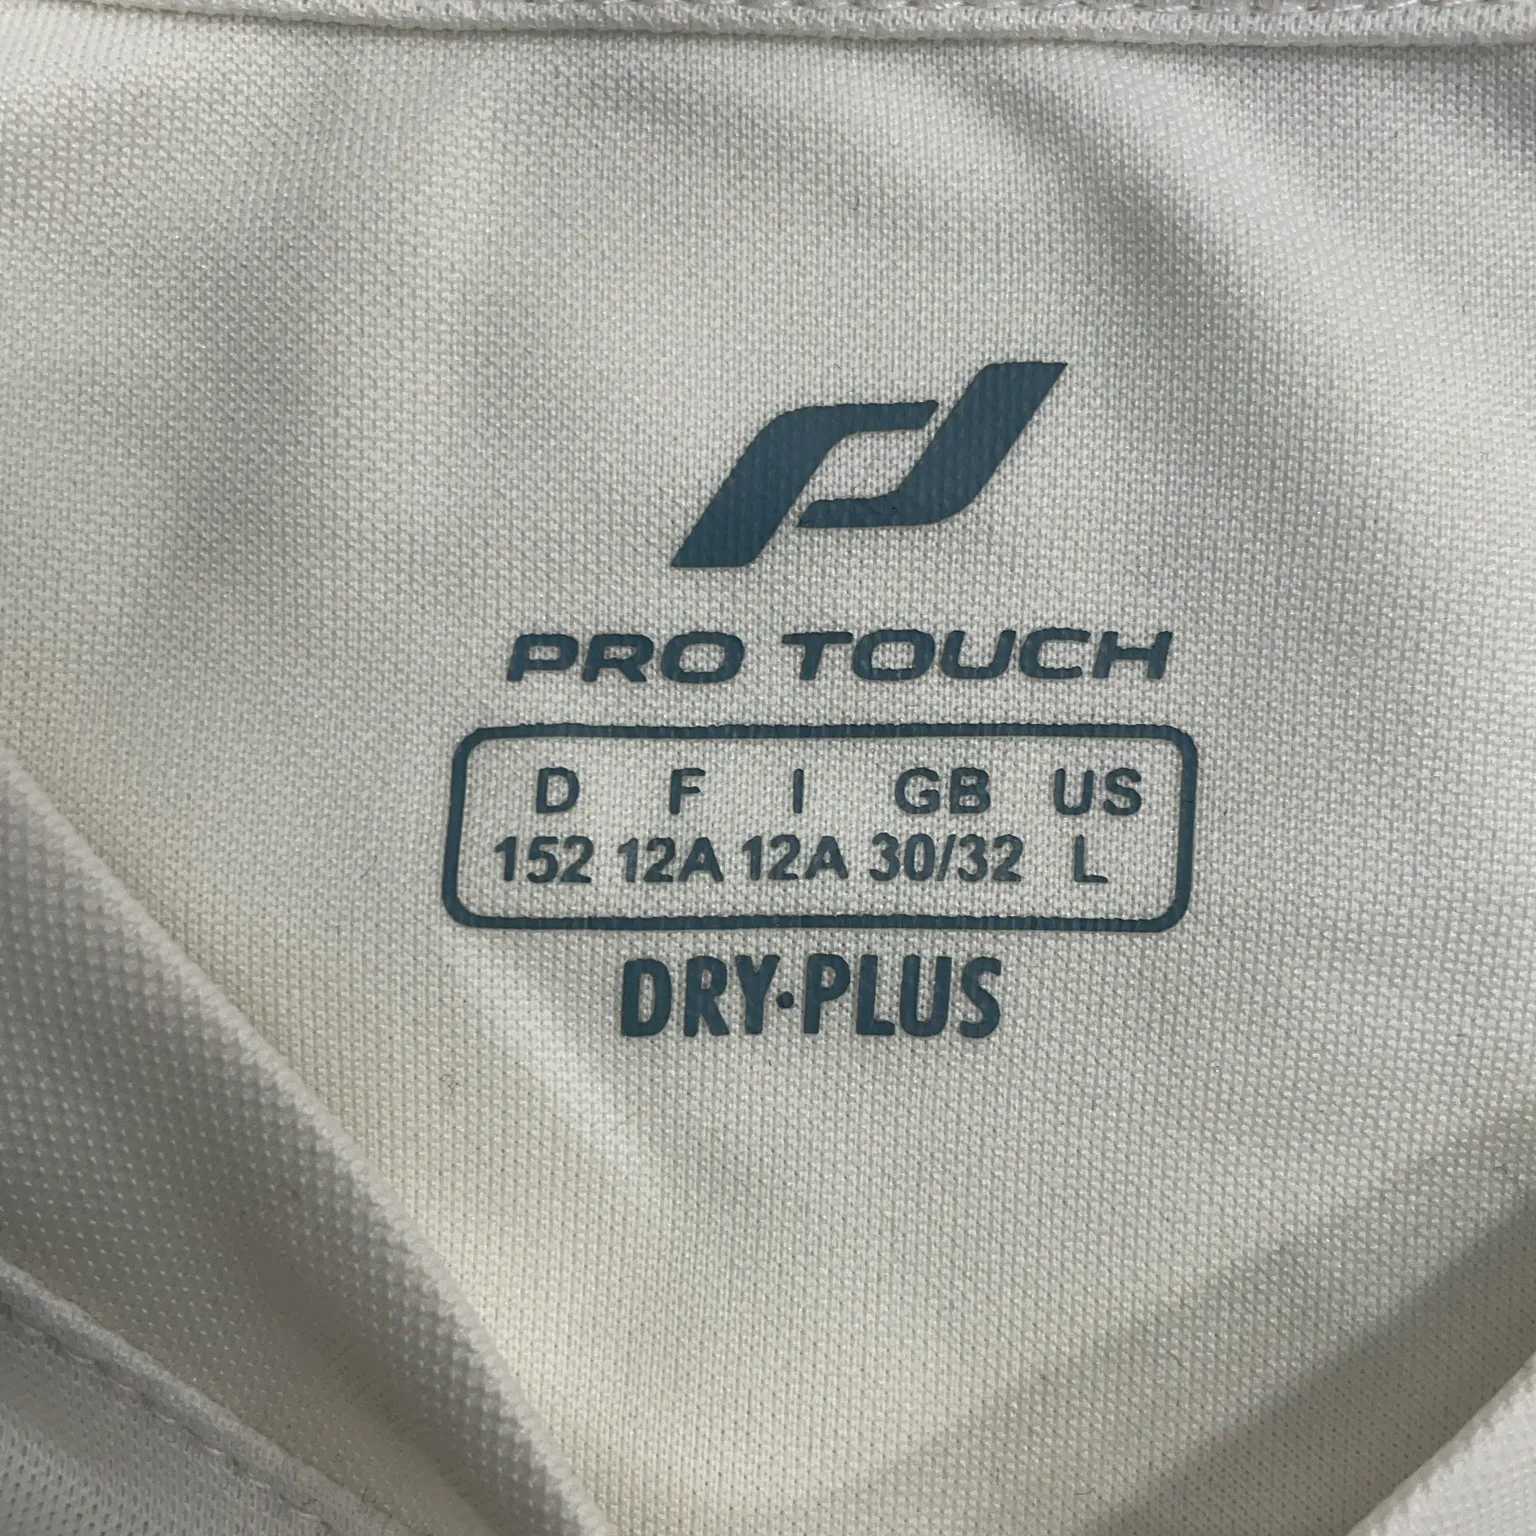 PRO TOUCH
D F I GB US
152 12A 12A 30/32 L
DRY·PLUS